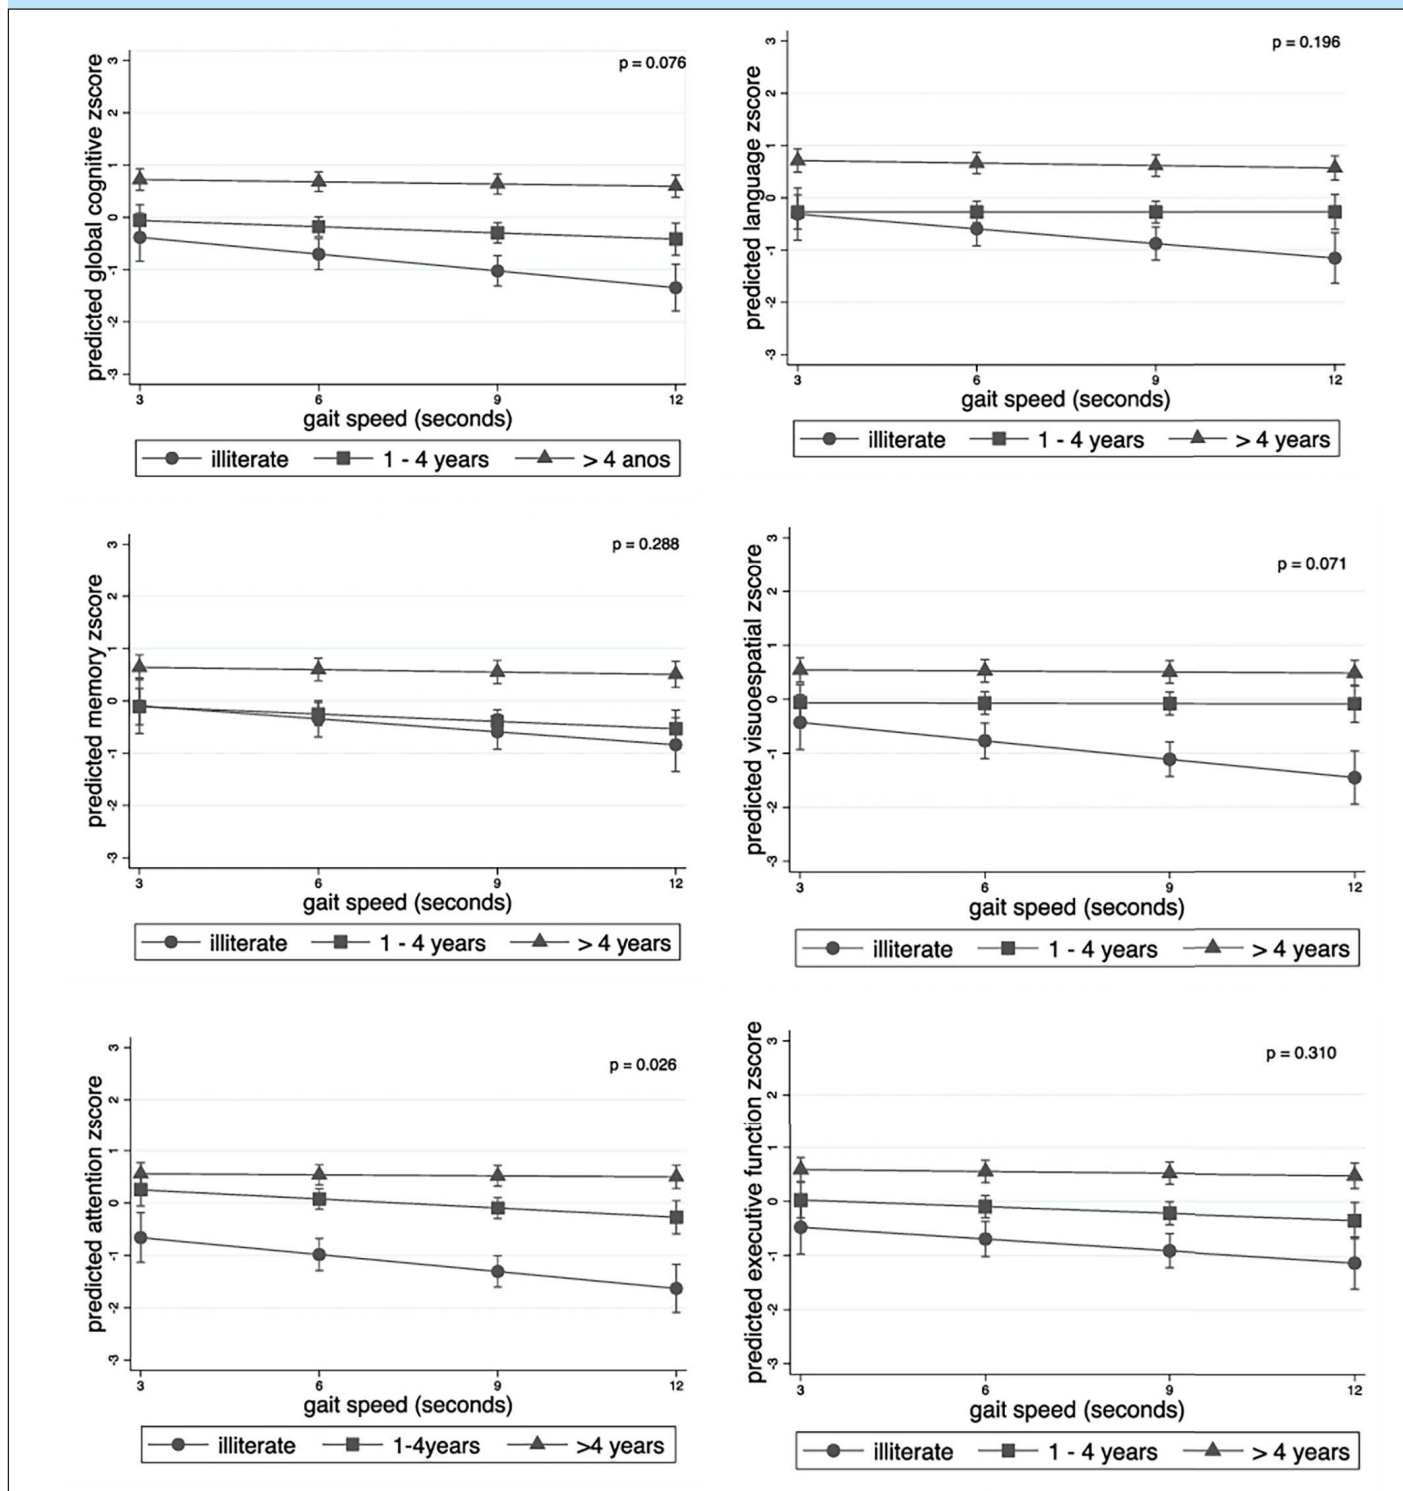 p = 0.076
predicted global cognitive zscore
3
2
1
0
-1
-2
-3
3 6 9 12
gait speed (seconds)
illiterate 1 - 4 years > 4 anos
p = 0.196
predicted language zscore
3
2
1
0
-1
-2
-3
3 6 9 12
gait speed (seconds)
illiterate 1 - 4 years > 4 years
p = 0.288
predicted memory zscore
3
2
1
0
-1
-2
-3
3 6 9 12
gait speed (seconds)
illiterate 1 - 4 years > 4 years
p = 0.071
predicted visuoespatial zscore
3
2
1
0
-1
-2
-3
3 6 9 12
gait speed (seconds)
illiterate 1 - 4 years > 4 years
p = 0.026
predicted attention zscore
3
2
1
0
-1
-2
-3
3 6 9 12
gait speed (seconds)
illiterate 1-4years >4 years
p = 0.310
predicted executive function zscore
3
2
1
0
-1
-2
-3
3 6 9 12
gait speed (seconds)
illiterate 1 - 4 years > 4 years